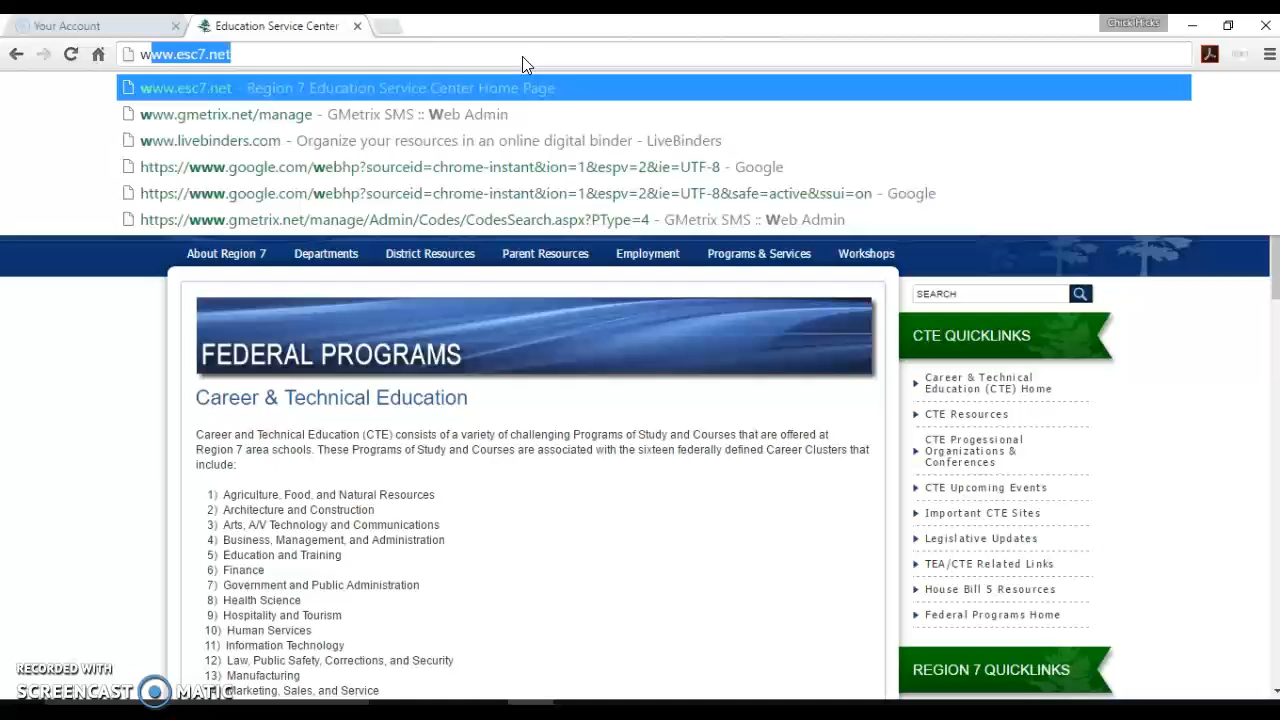 Your Account
Education Service Center
Chick Hicks
www.esc7.net
www.esc7.net - Region 7 Education Service Center Home Page
www.gmetrix.net/manage - GMetrix SMS :: Web Admin
www.livebinders.com - Organize your resources in an online digital binder - LiveBinders
https://www.google.com/webhp?sourceid=chrome-instant&ion=1&espv=2&ie=UTF-8 - Google
https://www.google.com/webhp?sourceid=chrome-instant&ion=1&espv=2&ie=UTF-8&safe=active&ssui=on - Google
https://www.gmetrix.net/manage/Admin/Codes/CodesSearch.aspx?PType=4 - GMetrix SMS :: Web Admin
About Region 7 Departments District Resources Parent Resources Employment Programs & Services Workshops
SEARCH
FEDERAL PROGRAMS
Career & Technical Education
Career and Technical Education (CTE) consists of a variety of challenging Programs of Study and Courses that are offered at
Region 7 area schools. These Programs of Study and Courses are associated with the sixteen federally defined Career Clusters that
include:
1) Agriculture, Food, and Natural Resources
2) Architecture and Construction
3) Arts, A/V Technology and Communications
4) Business, Management, and Administration
5) Education and Training
6) Finance
7) Government and Public Administration
8) Health Science
9) Hospitality and Tourism
10) Human Services
11) Information Technology
12) Law, Public Safety, Corrections, and Security
13) Manufacturing
Marketing, Sales, and Service
CTE QUICKLINKS
Career & Technical
Education (CTE) Home
CTE Resources
CTE Progessional
Organizations &
Conferences
CTE Upcoming Events
Important CTE Sites
Legislative Updates
TEA/CTE Related Links
House Bill 5 Resources
Federal Programs Home
REGION 7 QUICKLINKS
RECORDED WITH
SCREENCAST MATIC